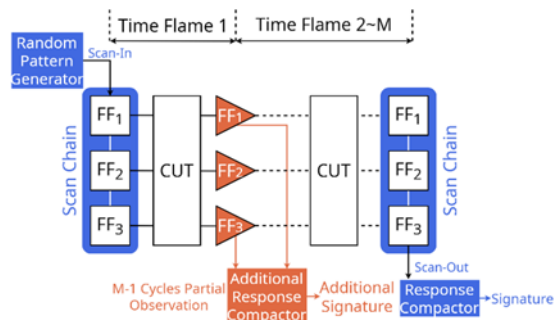 Time Flame 1
Time Flame 2~M
Random
Pattern
Generator
Scan-In
Scan Chain
FF1
FF2
FF3
CUT
FF1
FF2
FF3
CUT
FF1
FF2
FF3
Scan Chain
M-1 Cycles Partial
Observation
Additional
Response
Compactor
Additional
Signature
Scan-Out
Response
Compactor
Signature